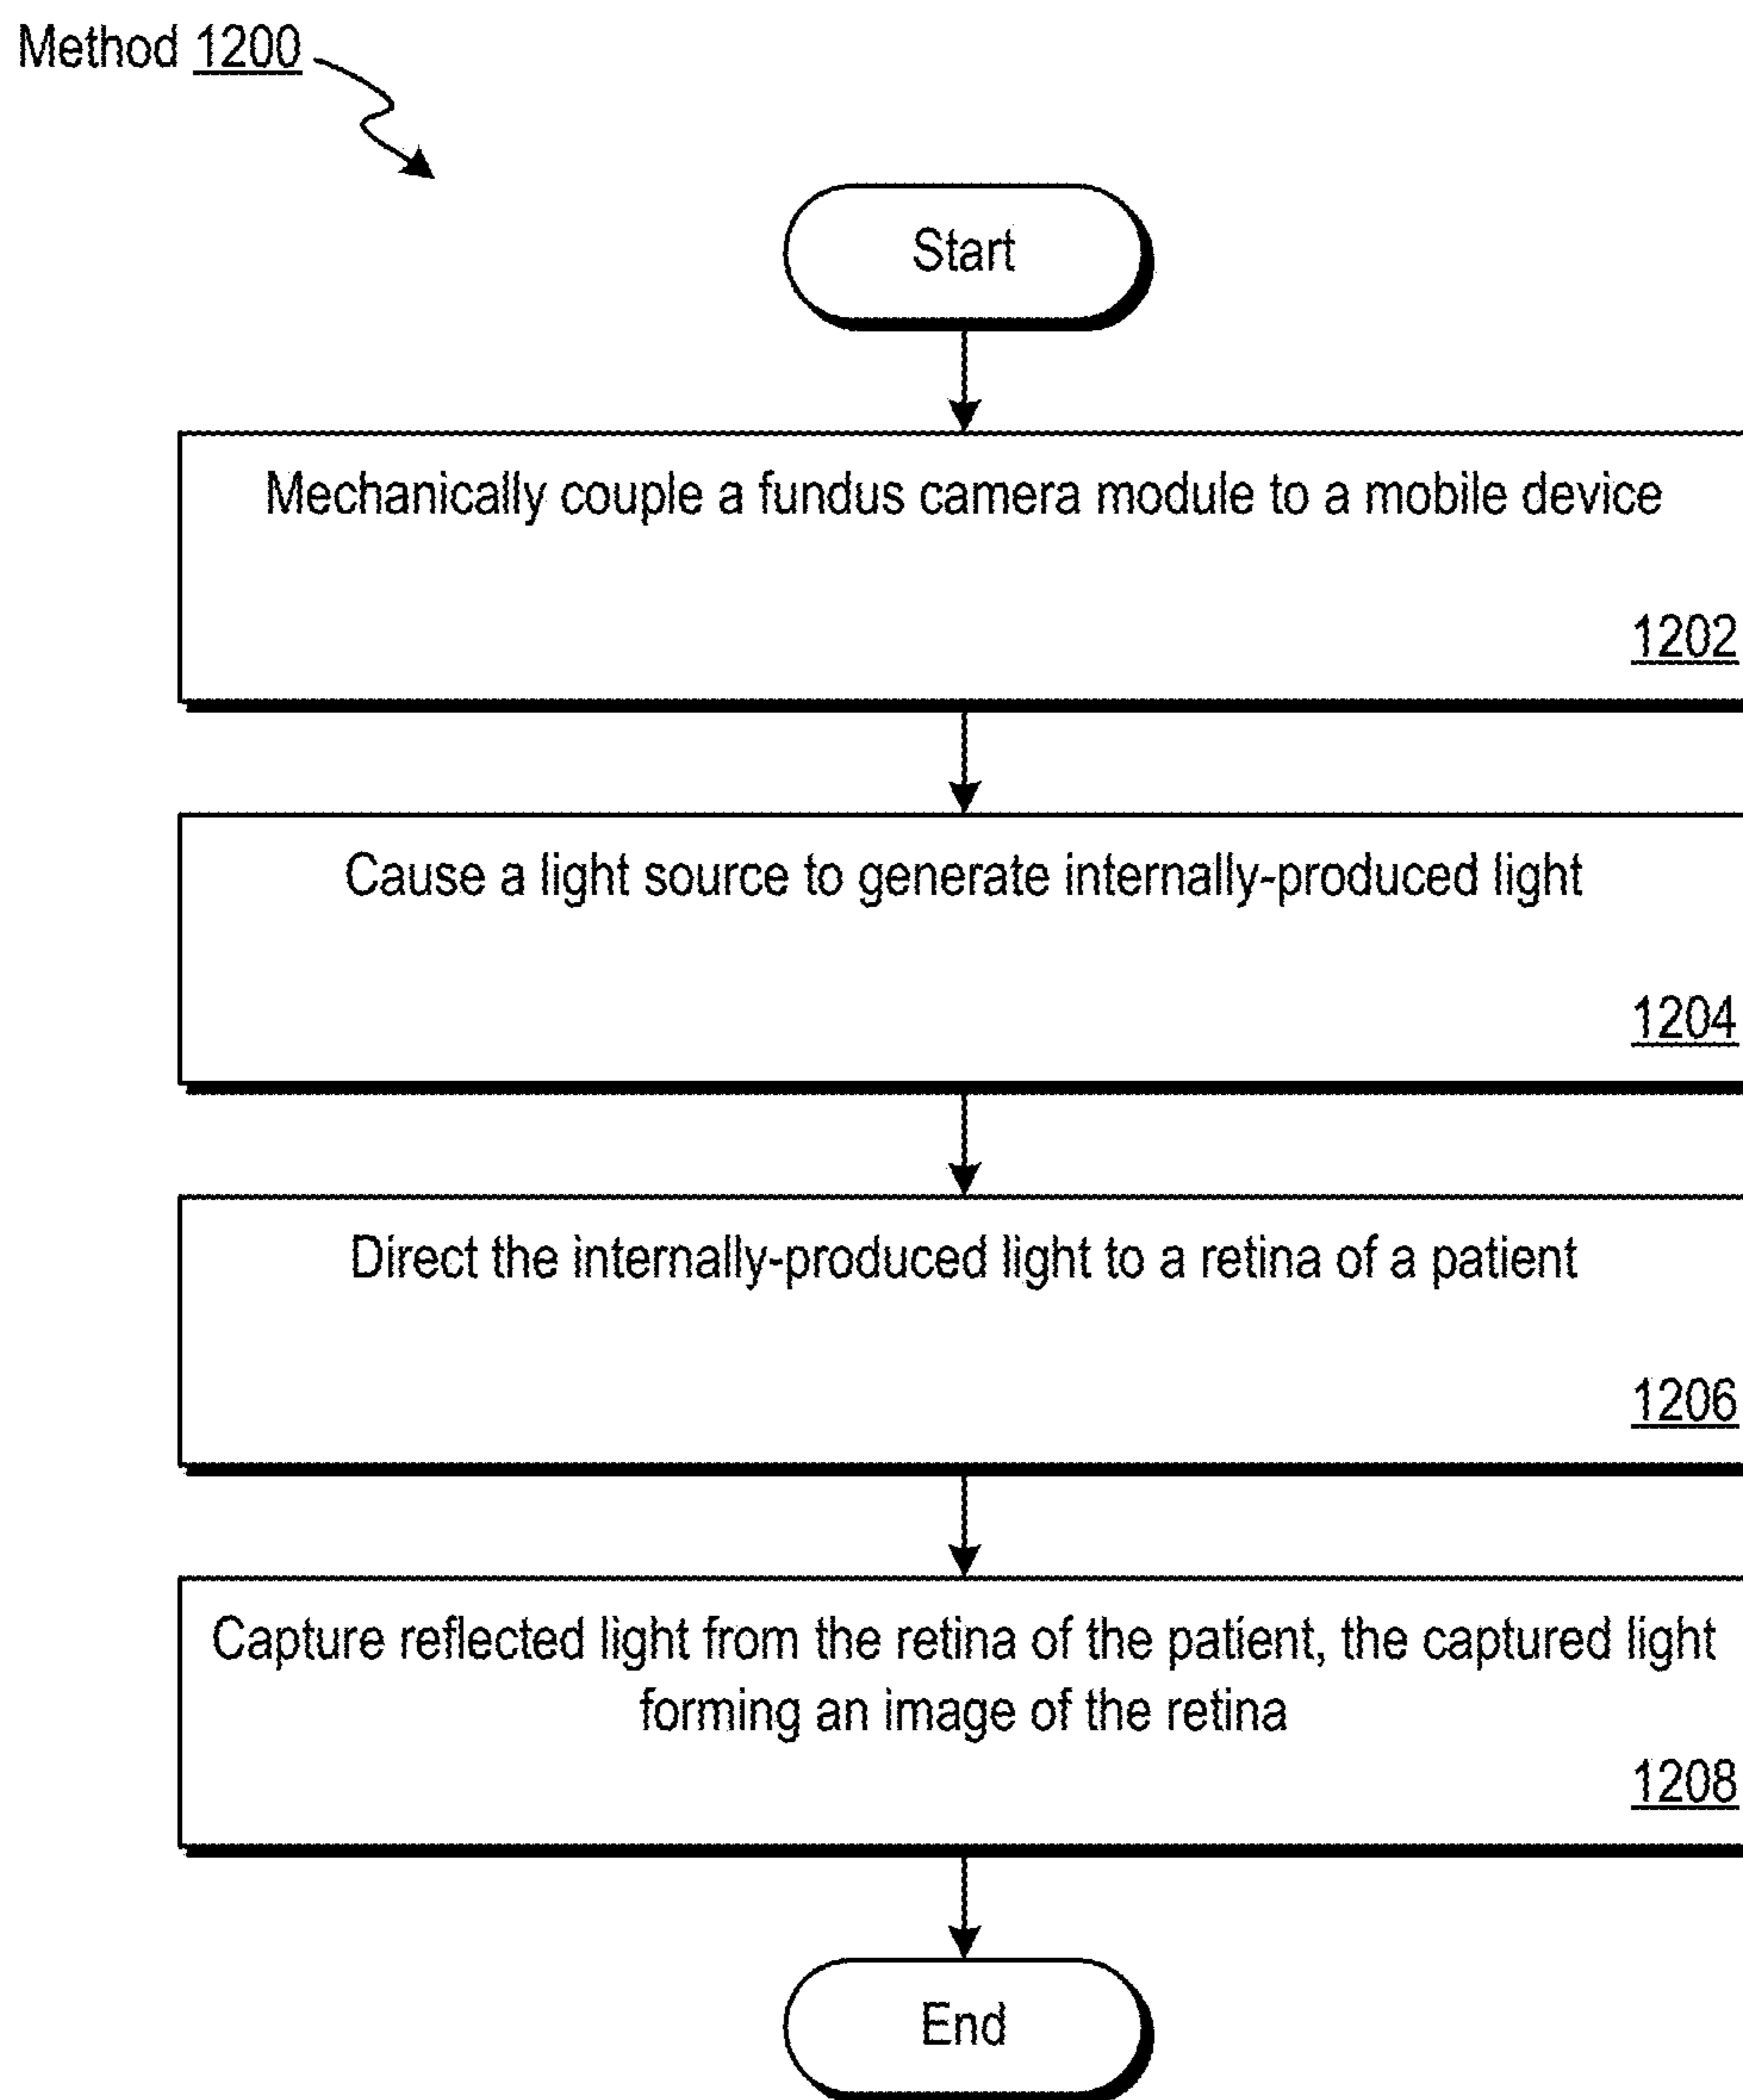 Method 1200
Start
Mechanically couple a fundus camera module to a mobile device
1202
Cause a light source to generate internally-produced light
1204
Direct the internally-produced light to a retina of a patient
1206
Capture reflected light from the retina of the patient, the captured light
forming an image of the retina
1208
End